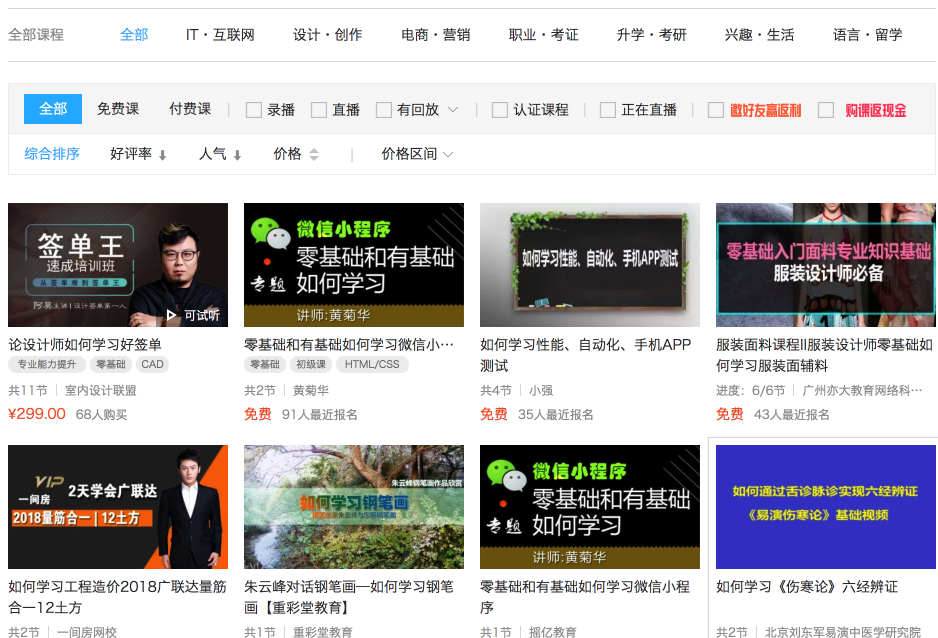 全部课程 全部 IT・互联网 设计・创作 电商・营销 职业・考证 升学・考研 兴趣・生活 语言・留学
全部 免费课 付费课 录播 直播 有回放 认证课程 正在直播 邀好友赢返利 购课返现金
综合排序 好评率 人气 价格 价格区间
签单王
速成培训班
从签单难到签单王
阿莫主讲|设计签单第一人
可试听
论设计师如何学习好签单
专业能力提升 零基础 CAD
共11节 室内设计联盟
¥299.00 68人购买
微信小程序
零基础和有基础
专题 如何学习
讲师:黄菊华
零基础和有基础如何学习微信小⋯
零基础 初级课 HTML/CSS
共2节 黄菊华
免费 91人最近报名
如何学习性能、自动化、手机APP测试
如何学习性能、自动化、手机APP
测试
共4节 小强
免费 35人最近报名
零基础入门面料专业知识基础
服装设计师必备
服装面料课程II服装设计师零基础如
何学习服装面辅料
进度：6/6节 广州亦大教育网络科⋯
免费 43人最近报名
VIP
一间房 2天学会广联达
2018量筋合一 | 12土方
如何学习工程造价2018广联达量筋
合一12土方
共2节 一间房网校
朱云峰钢笔画作品欣赏
如何学习钢笔画
朱云峰对话钢笔画—如何学习钢笔
画【重彩堂教育】
共1节 重彩堂教育
微信小程序
零基础和有基础
专题 如何学习
讲师:黄菊华
零基础和有基础如何学习微信小程
序
共1节 摇亿教育
如何通过舌诊脉诊实现六经辨证
《易演伤寒论》基础视频
如何学习《伤寒论》六经辨证
共2节 北京刘东军易演中医学研究院